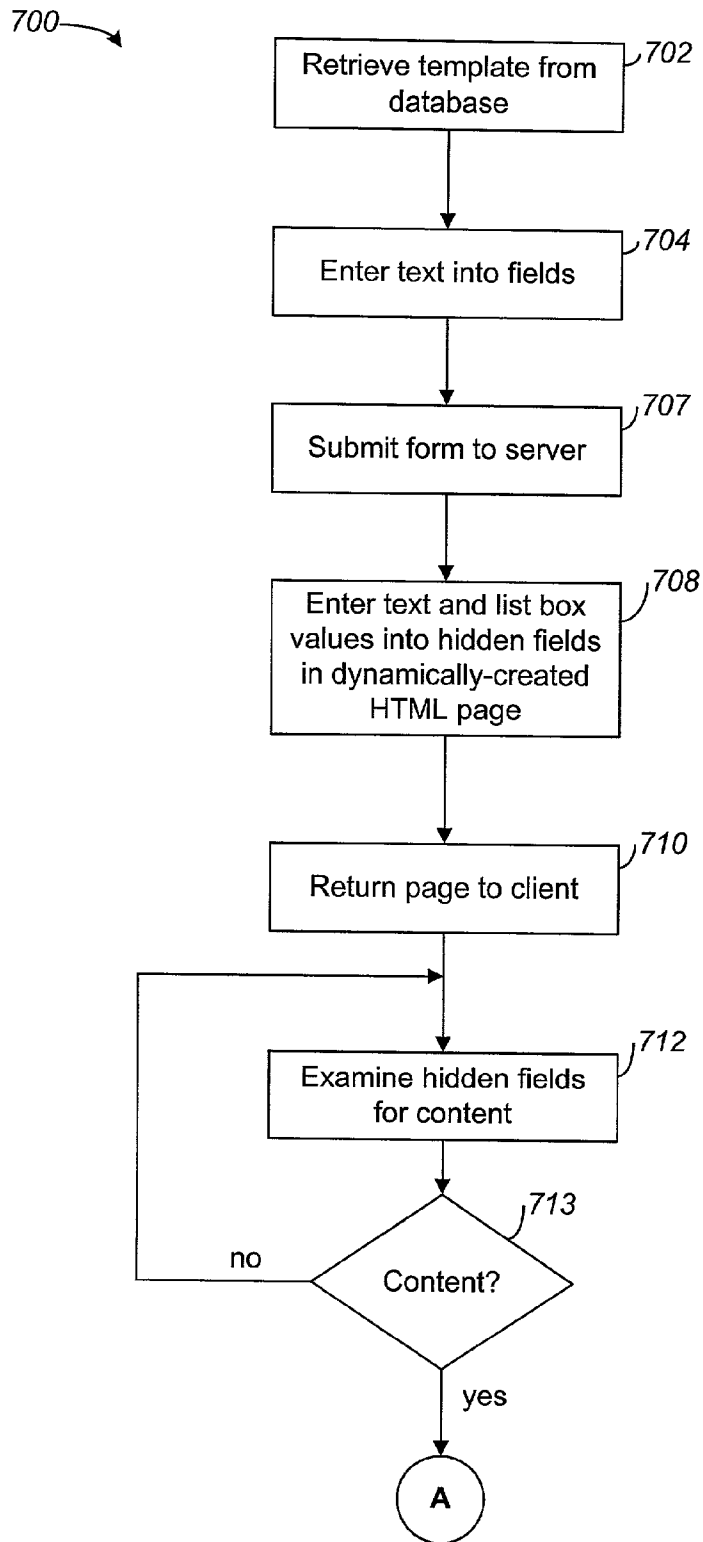 700
702
Retrieve template from
database
704
Enter text into fields
707
Submit form to server
708
Enter text and list box
values into hidden fields
in dynamically-created
HTML page
710
Return page to client
712
Examine hidden fields
for content
713
Content?
no
yes
A